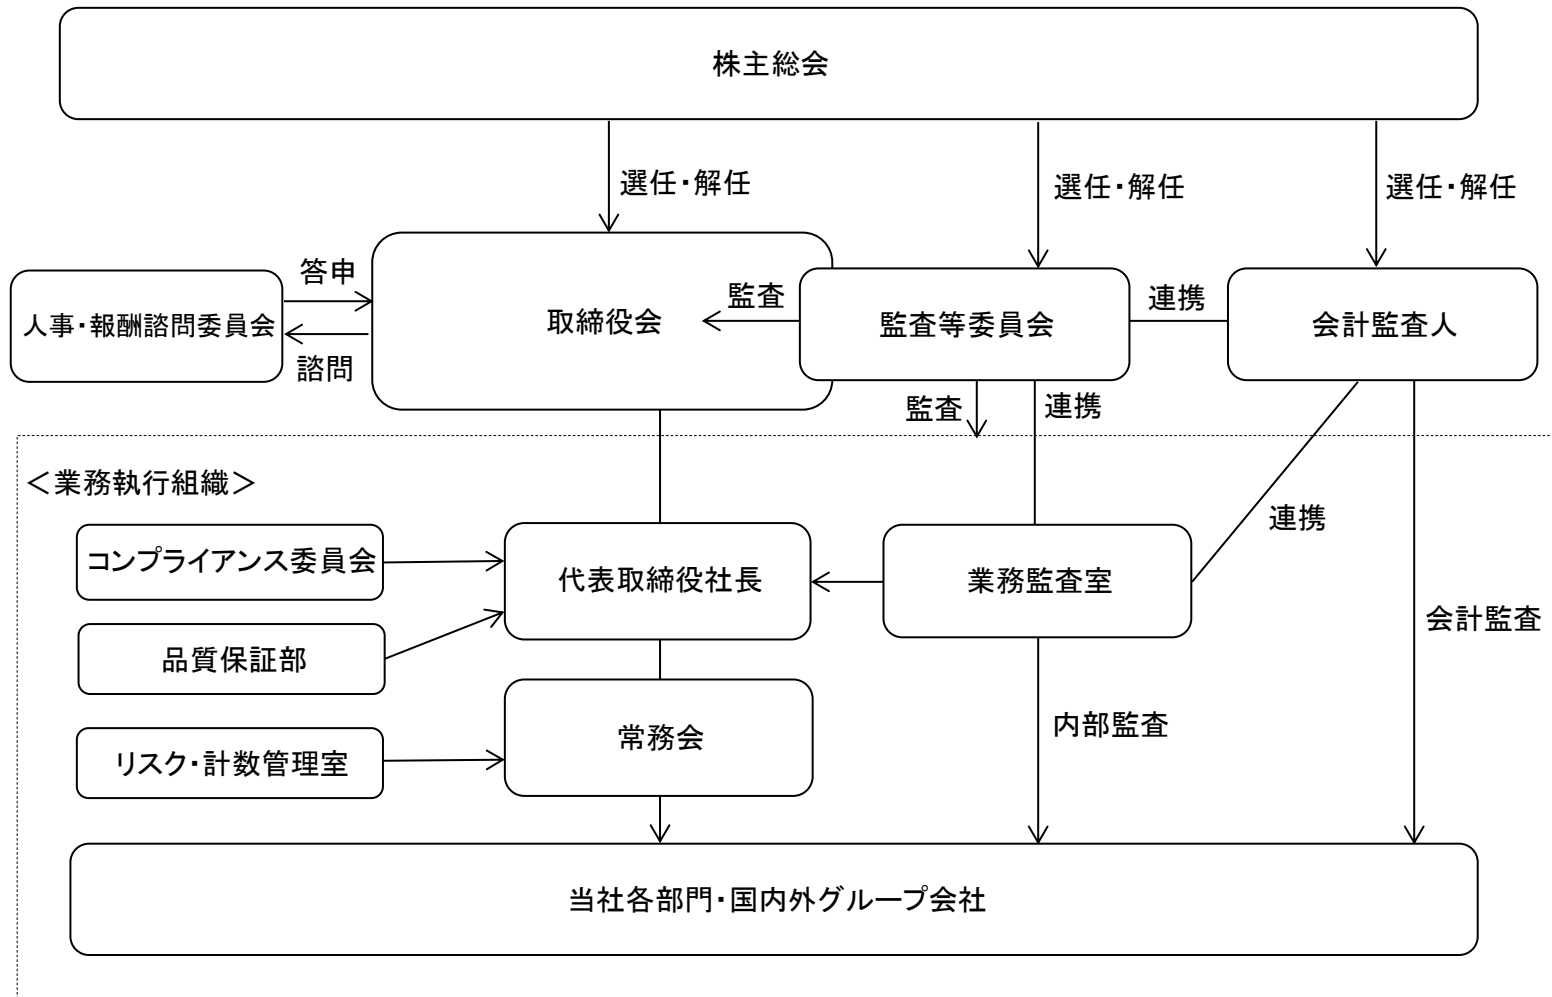 株主総会
選任・解任
選任・解任
選任・解任
答申
人事・報酬諮問委員会
諮問
取締役会
監査
監査等委員会
連携
会計監査人
監査
連携
＜業務執行組織＞
連携
コンプライアンス委員会
代表取締役社長
業務監査室
会計監査
品質保証部
常務会
内部監査
リスク・計数管理室
当社各部門・国内外グループ会社